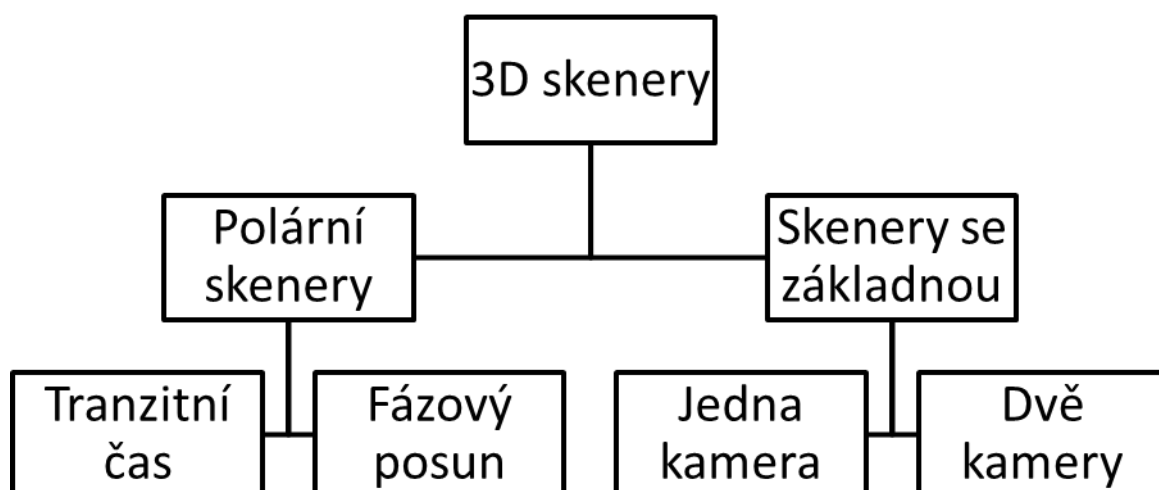 3D skenery
Polární
skenery
Skenery se
základnou
Tranzitní
čas
Fázový
posun
Jedna
kamera
Dvě
kamery